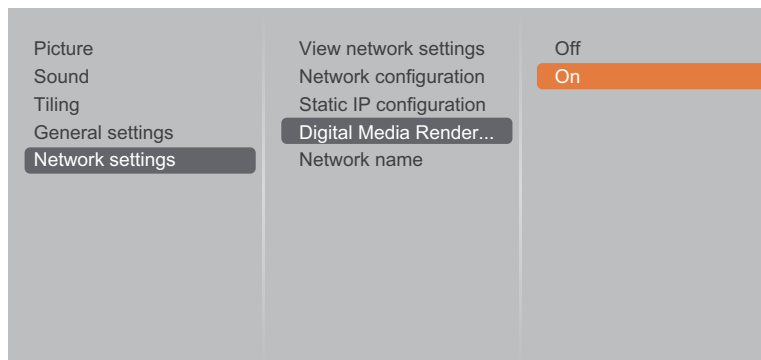 Picture
Sound
Tiling
General settings
Network settings
View network settings
Network configuration
Static IP configuration
Digital Media Render...
Network name
Off
On